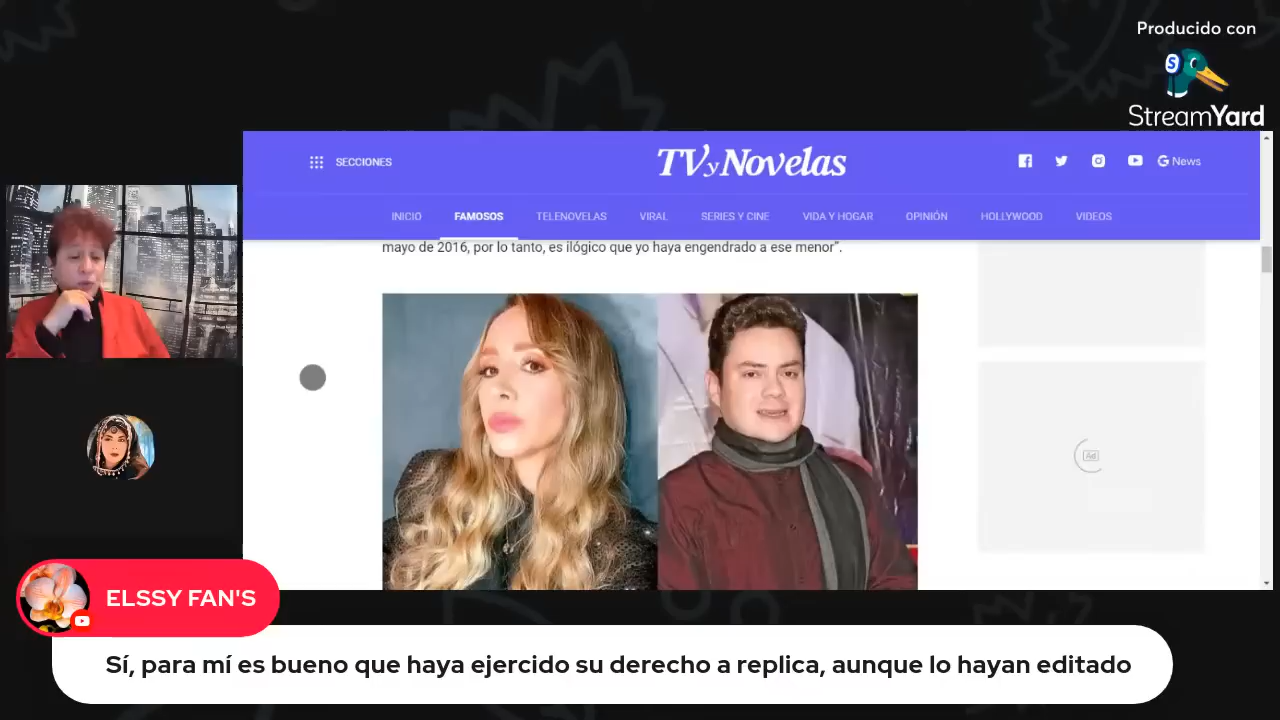 Producido con
S
StreamYard
SECCIONES
TVyNovelas
G News
INICIO FAMOSOS TELENOVELAS VIRAL SERIES Y CINE VIDA Y HOGAR OPINIÓN HOLLYWOOD VIDEOS
mayo de 2016, por lo tanto, es ilógico que yo haya engendrado a ese menor”.
Ad
ELSSY FAN'S
Sí, para mí es bueno que haya ejercido su derecho a replica, aunque lo hayan editado